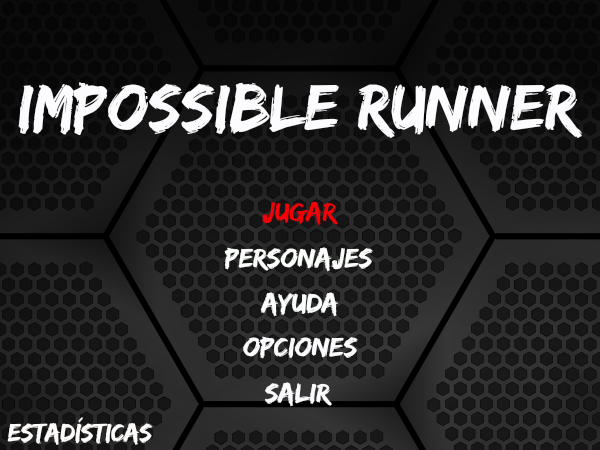 IMPOSSIBLE RUNNER
JUGAR
PERSONAJES
AYUDA
OPCIONES
SALIR
ESTADÍSTICAS